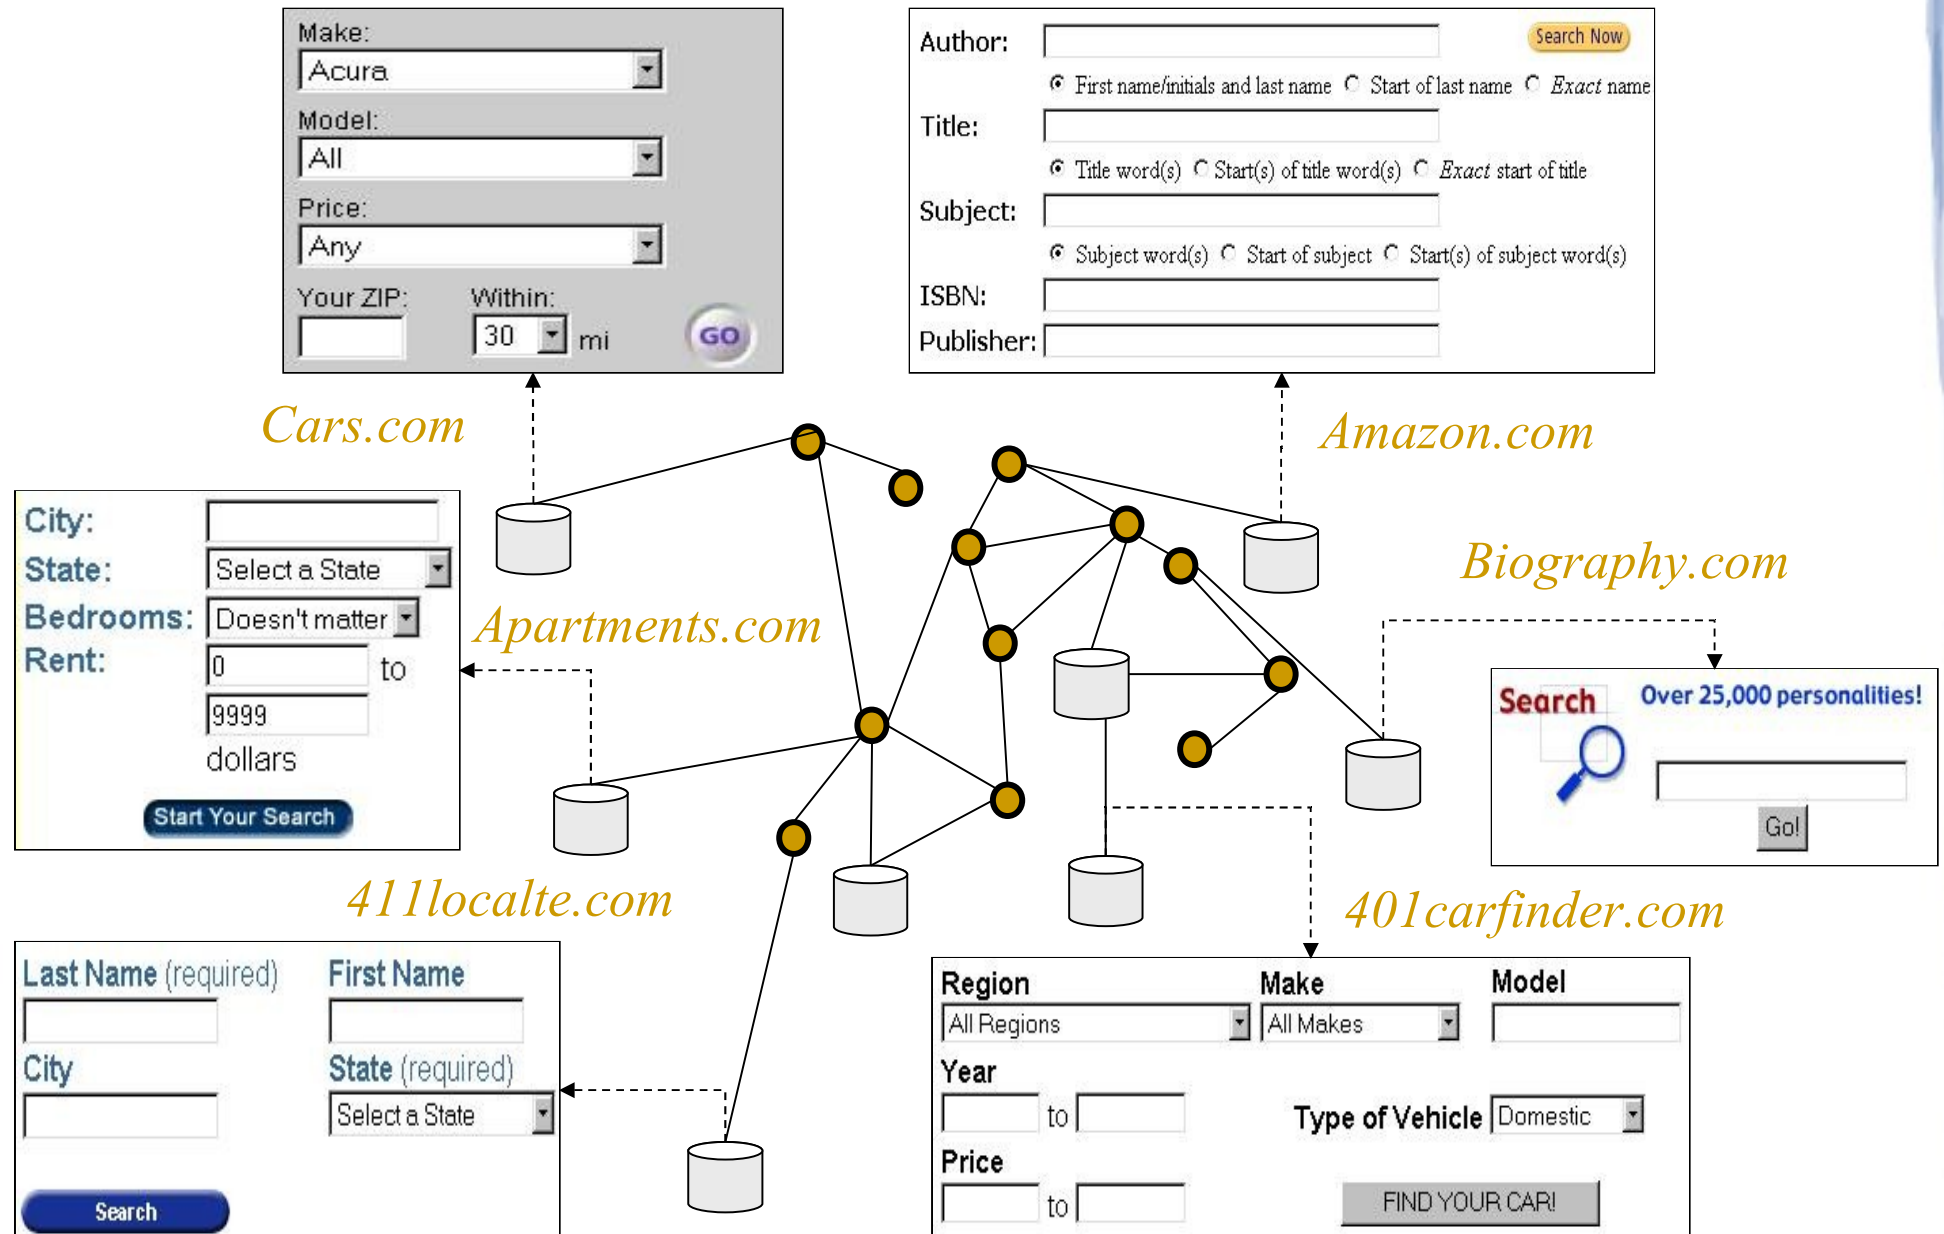 Make:
Acura
Model:
All
Price:
Any
Your ZIP: Within:
30 mi GO
Author: Search Now
First name/initials and last name Start of last name Exact name
Title:
Title word(s) Start(s) of title word(s) Exact start of title
Subject:
Subject word(s) Start of subject Start(s) of subject word(s)
ISBN:
Publisher:
Cars.com
Amazon.com
City:
State: Select a State
Bedrooms: Doesn't matter
Rent: 0 to
9999
dollars
Start Your Search
Apartments.com
Biography.com
Search Over 25,000 personalities!
Go!
411localte.com
401carfinder.com
Last Name (required) First Name
City State (required)
Select a State
Search
Region Make Model
All Regions All Makes
Year
to Type of Vehicle Domestic
Price
to FIND YOUR CAR!